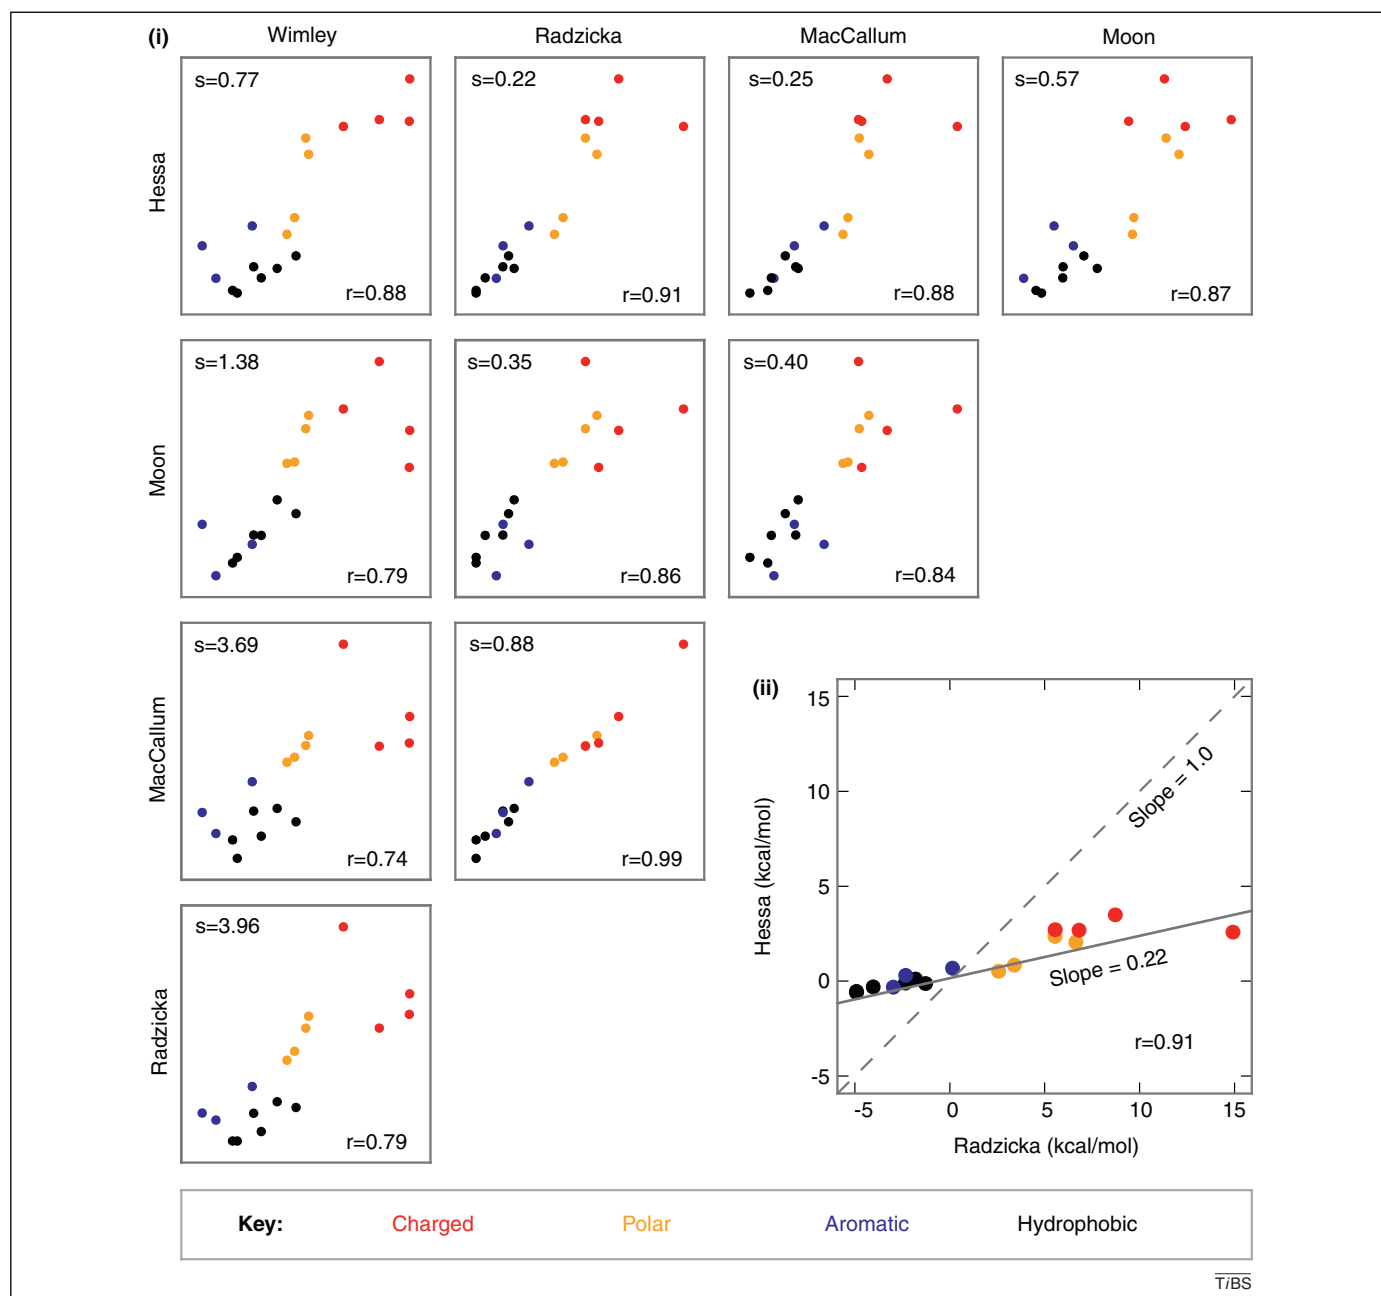 (i)
Wimley
Radzicka
MacCallum
Moon
Hessa
s=0.77
r=0.88
s=0.22
r=0.91
s=0.25
r=0.88
s=0.57
r=0.87
Moon
s=1.38
r=0.79
s=0.35
r=0.86
s=0.40
r=0.84
MacCallum
s=3.69
r=0.74
s=0.88
r=0.99
Radzicka
s=3.96
r=0.79
(ii)
Hessa (kcal/mol)
15
10
5
0
-5
Slope = 1.0
Slope = 0.22
r=0.91
-5 0 5 10 15
Radzicka (kcal/mol)
Key: Charged Polar Aromatic Hydrophobic
TiBS